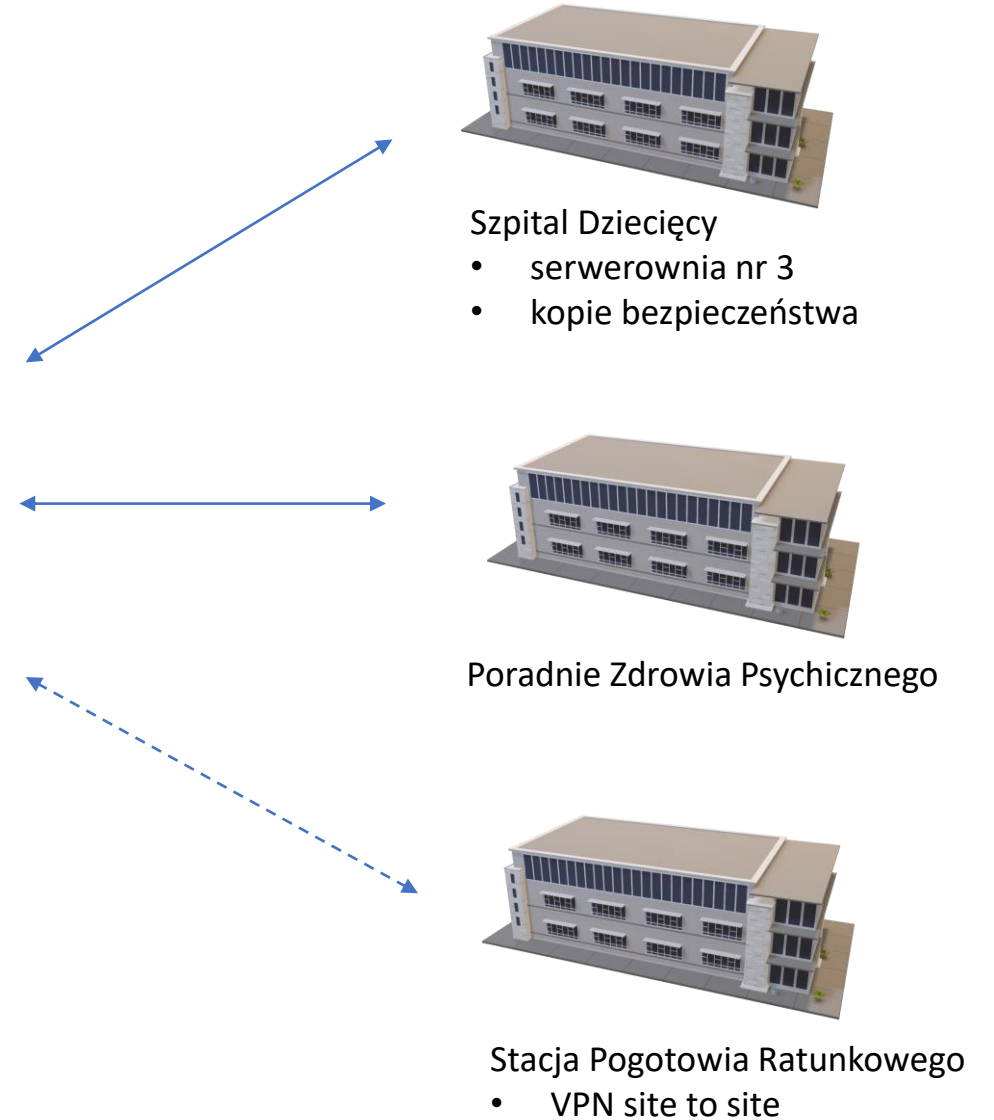 Szpital Dziecięcy
• serwerownia nr 3
• kopie bezpieczeństwa
Poradnie Zdrowia Psychicznego
Stacja Pogotowia Ratunkowego
• VPN site to site